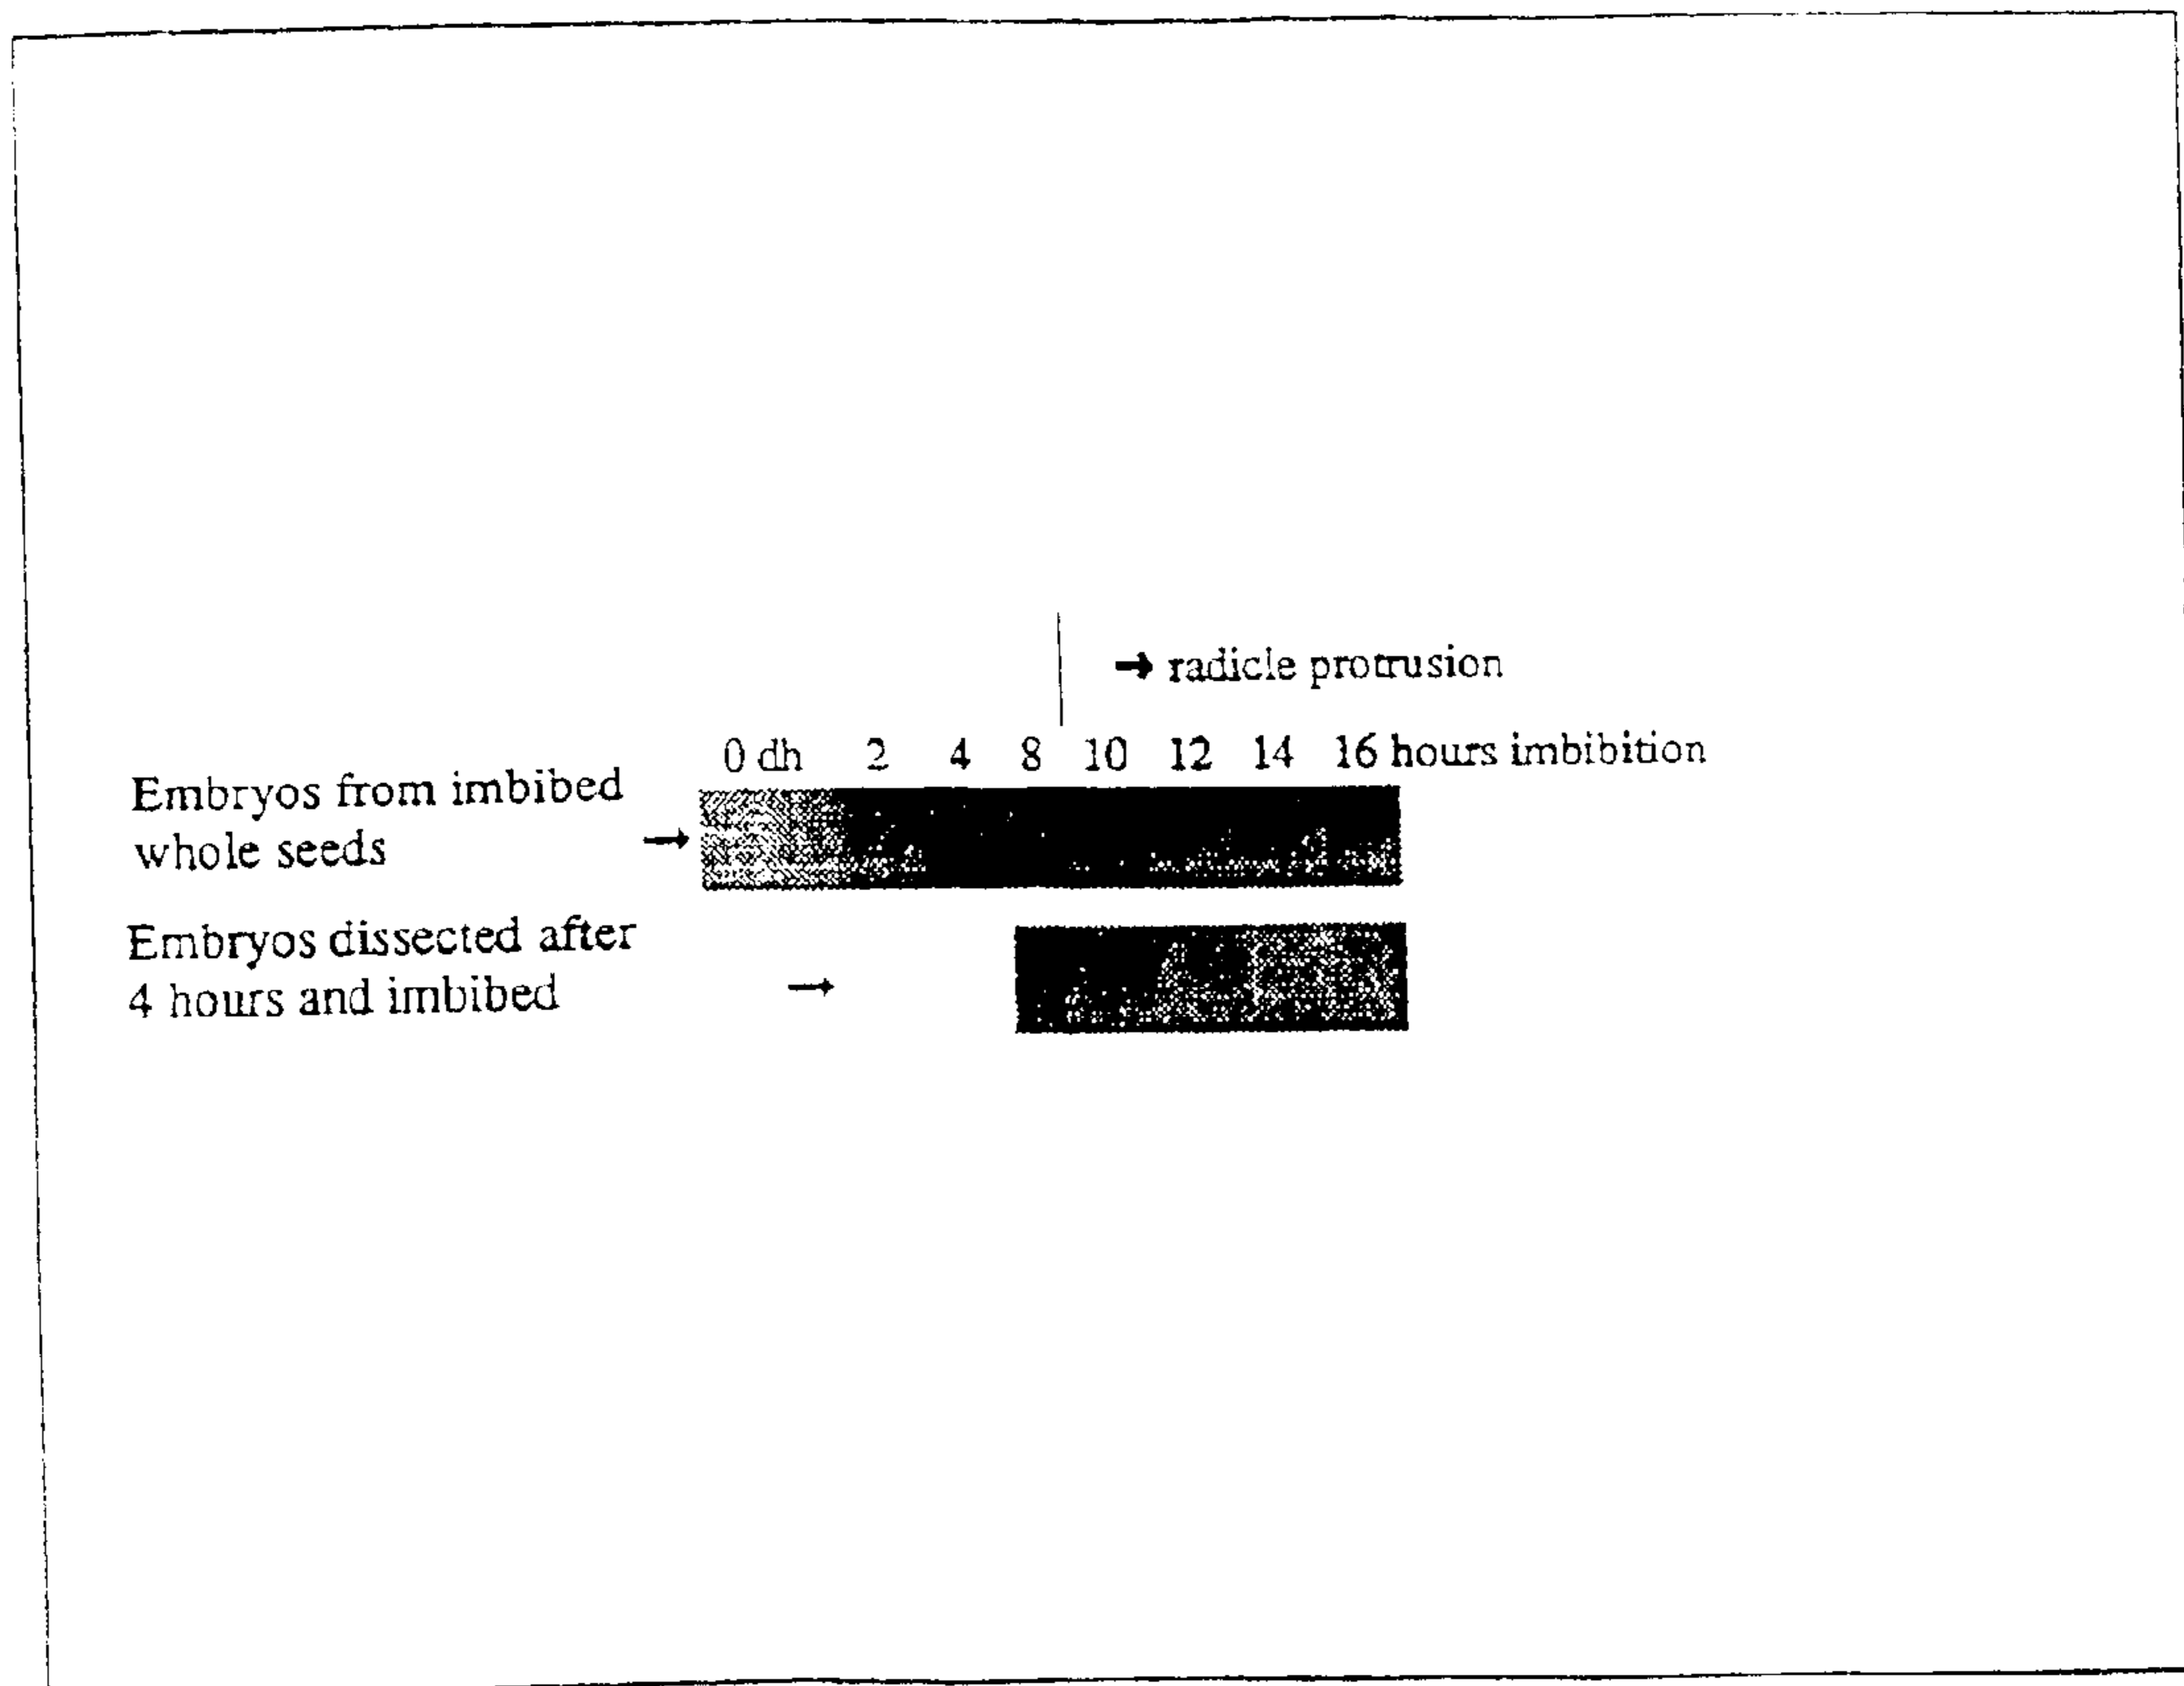 → radicle protrusion
0 dh 2 4 8 10 12 14 16 hours imbibition
Embryos from imbibed
whole seeds →
Embryos dissected after
4 hours and imbibed →